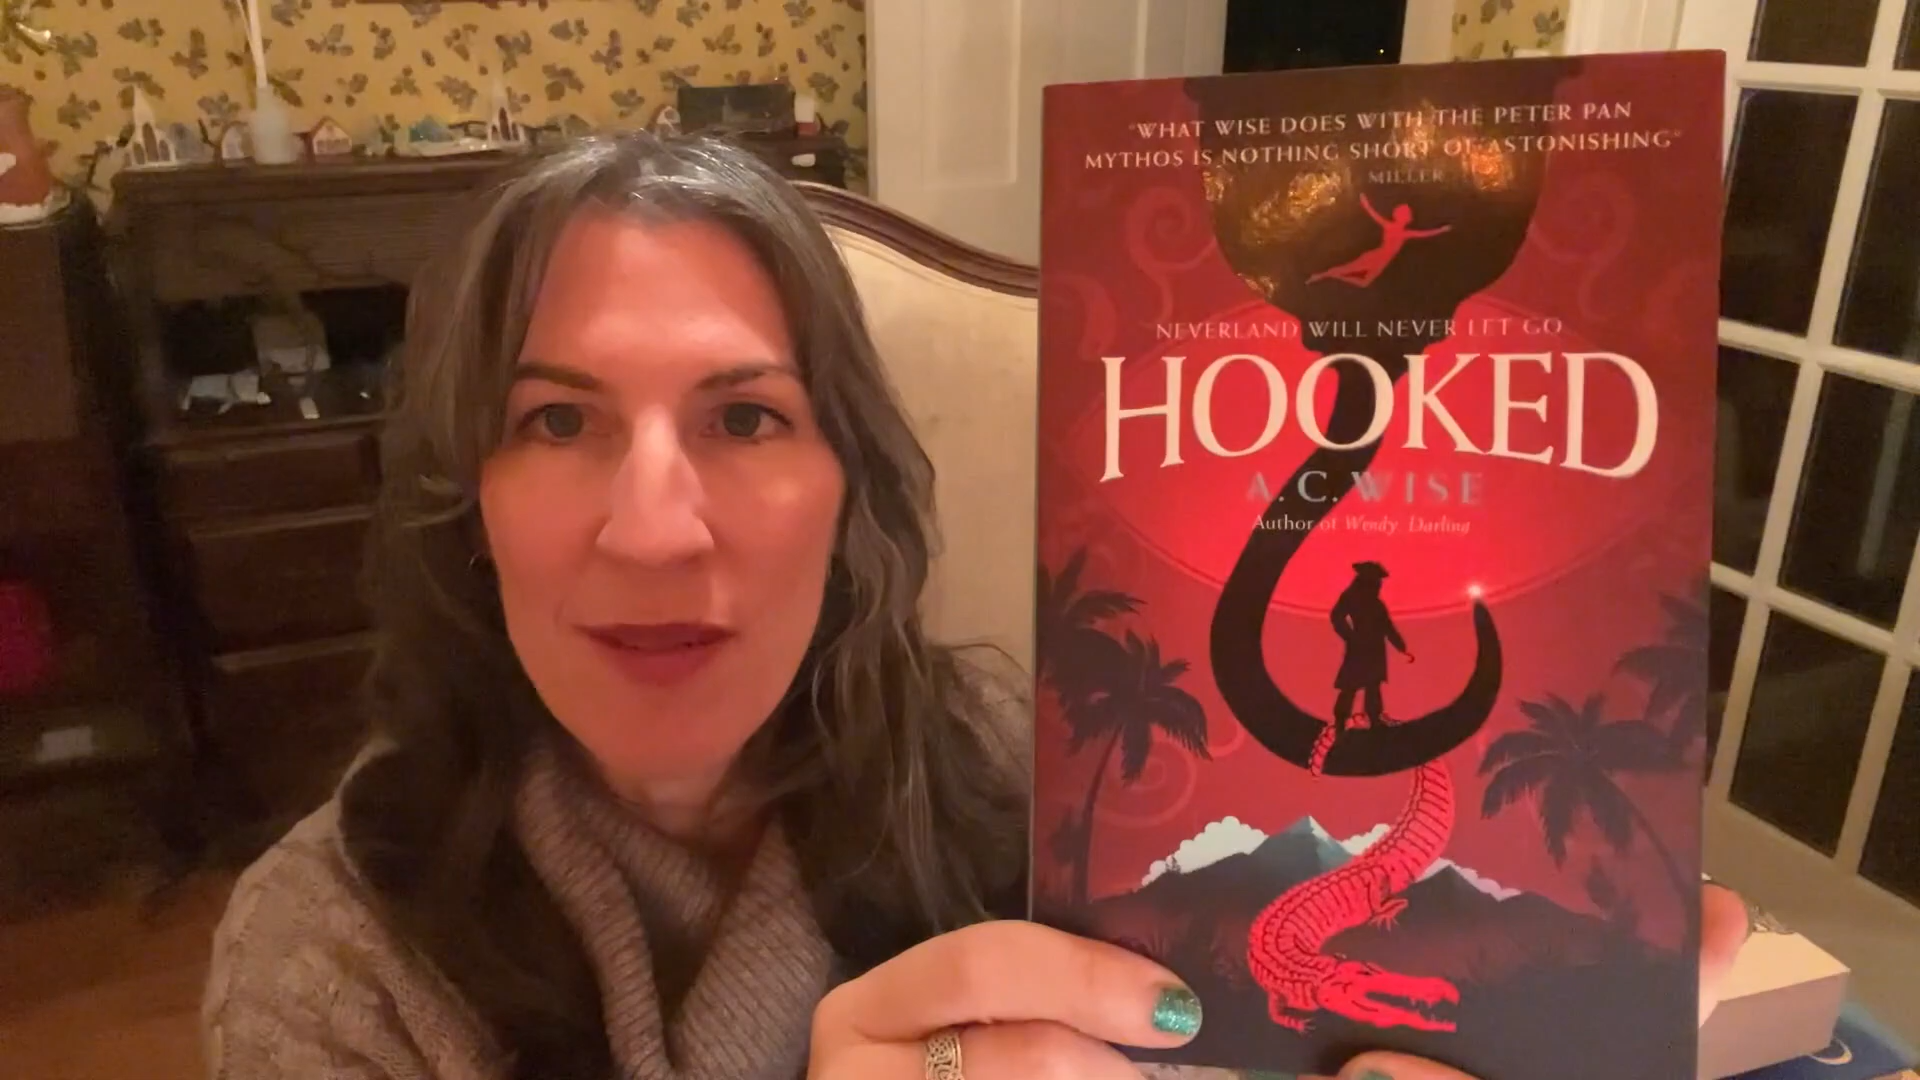 "WHAT WISE DOES WITH THE PETER PAN
MYTHOS IS NOTHING SHORT OF ASTONISHING"
MILLER
NEVERLAND WILL NEVER LET GO
HOOKED
A. C. WISE
Author of Wendy, Darling